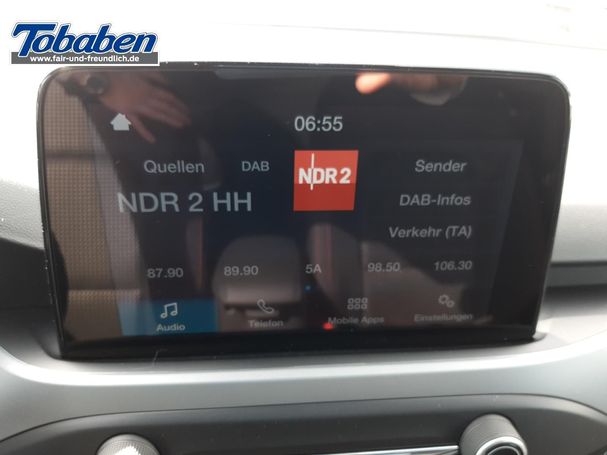 Tobaben
www.fair-und-freundlich.de
06:55
Quellen DAB NDR 2 Sender
NDR 2 HH DAB-Infos
Verkehr (TA)
87.90 89.90 5A 98.50 106.30
Audio Telefon Mobile Apps Einstellungen